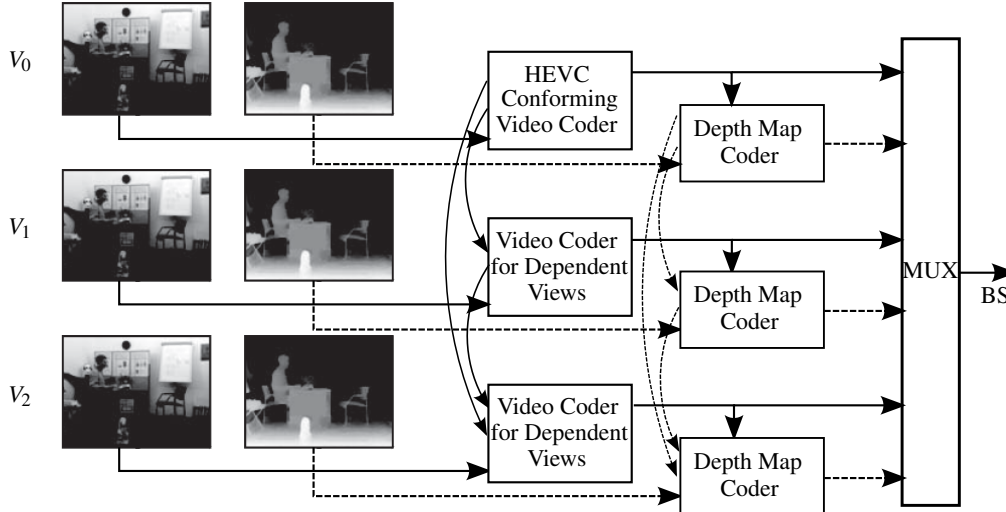 V0
HEVC
Conforming
Video Coder
Depth Map
Coder
V1
Video Coder
for Dependent
Views
Depth Map
Coder
MUX
BS
V2
Video Coder
for Dependent
Views
Depth Map
Coder